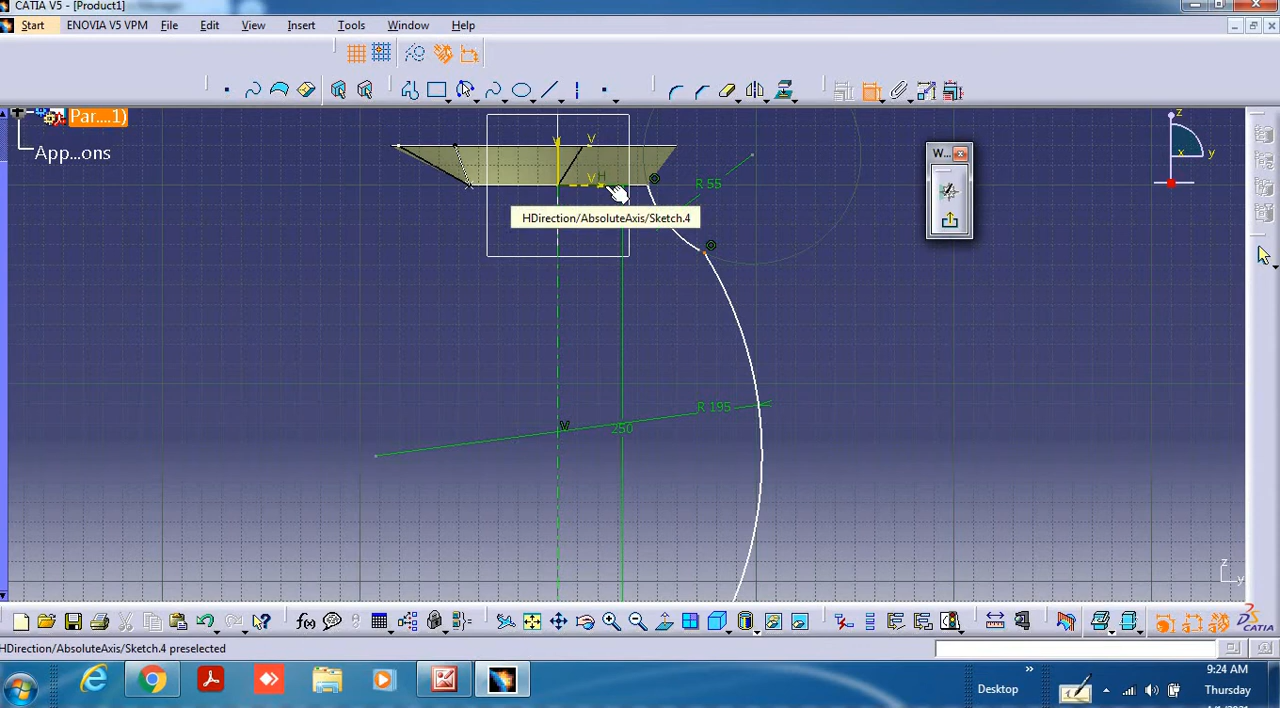 CATIA V5 - [Product1]
Start ENOVIA V5 VPM File Edit View Insert Tools Window Help
Par....1)
App...ons
V
V H
R 55
HDirection/AbsoluteAxis/Sketch.4
W...
z
x y
R 195
V
250
z
y
f(x)
CATIA
HDirection/AbsoluteAxis/Sketch.4 preselected
Desktop
»
9:24 AM
Thursday